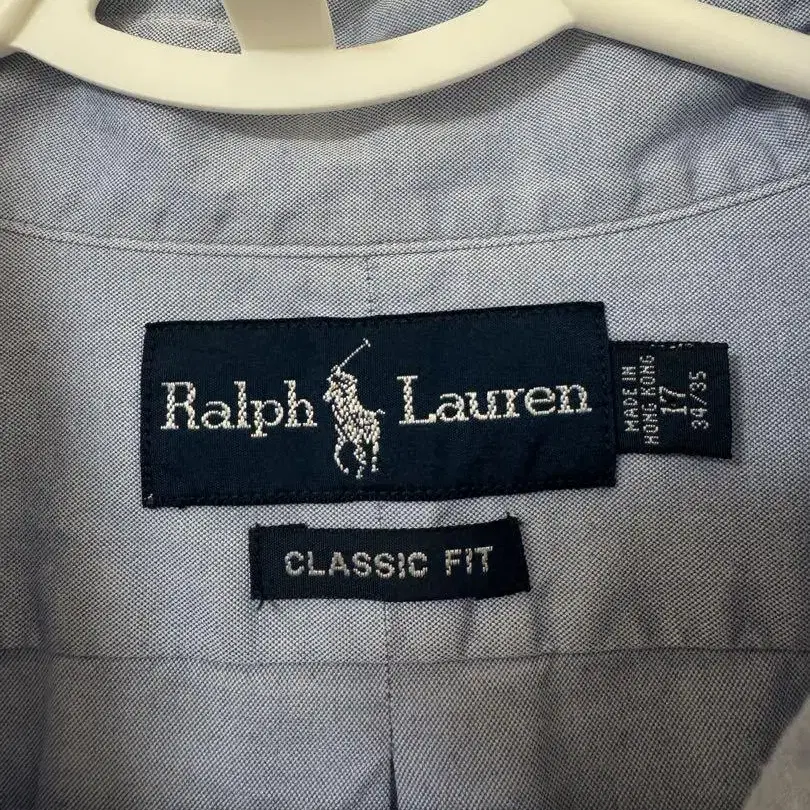 Ralph Lauren
MADE IN
HONG KONG
17
34/35
CLASSIC FIT